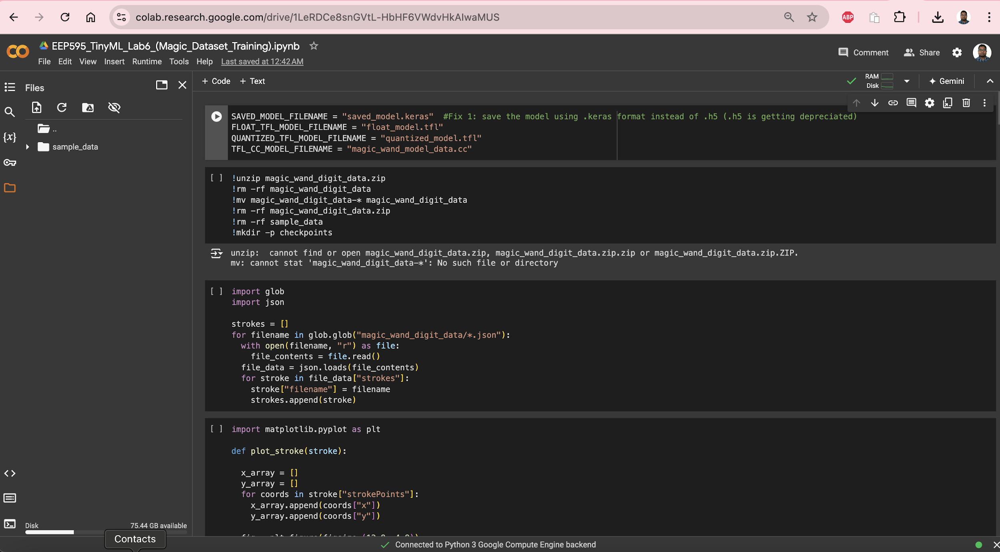 colab.research.google.com/drive/1LeRDCe8snGVtL-HbHF6VWdvHkAlwaMUS
ABP
EEP595_TinyML_Lab6_(Magic_Dataset_Training).ipynb
File Edit View Insert Runtime Tools Help Last saved at 12:42 AM
Comment
Share
Files
+ Code + Text
RAM
Disk
Gemini
..
sample_data
{x}
SAVED_MODEL_FILENAME = "saved_model.keras"  #Fix 1: save the model using .keras format instead of .h5 (.h5 is getting depreciated)
FLOAT_TFL_MODEL_FILENAME = "float_model.tfl"
QUANTIZED_TFL_MODEL_FILENAME = "quantized_model.tfl"
TFL_CC_MODEL_FILENAME = "magic_wand_model_data.cc"
[ ] !unzip magic_wand_digit_data.zip
!rm -rf magic_wand_digit_data
!mv magic_wand_digit_data-* magic_wand_digit_data
!rm -rf magic_wand_digit_data.zip
!rm -rf sample_data
!mkdir -p checkpoints
unzip:  cannot find or open magic_wand_digit_data.zip, magic_wand_digit_data.zip.zip or magic_wand_digit_data.zip.ZIP.
mv: cannot stat 'magic_wand_digit_data-*': No such file or directory
[ ] import glob
import json
strokes = []
for filename in glob.glob("magic_wand_digit_data/*.json"):
  with open(filename, "r") as file:
    file_contents = file.read()
  file_data = json.loads(file_contents)
  for stroke in file_data["strokes"]:
    stroke["filename"] = filename
    strokes.append(stroke)
[ ] import matplotlib.pyplot as plt
def plot_stroke(stroke):
  x_array = []
  y_array = []
  for coords in stroke["strokePoints"]:
    x_array.append(coords["x"])
    y_array.append(coords["y"])
Disk 75.44 GB available
Contacts
Connected to Python 3 Google Compute Engine backend